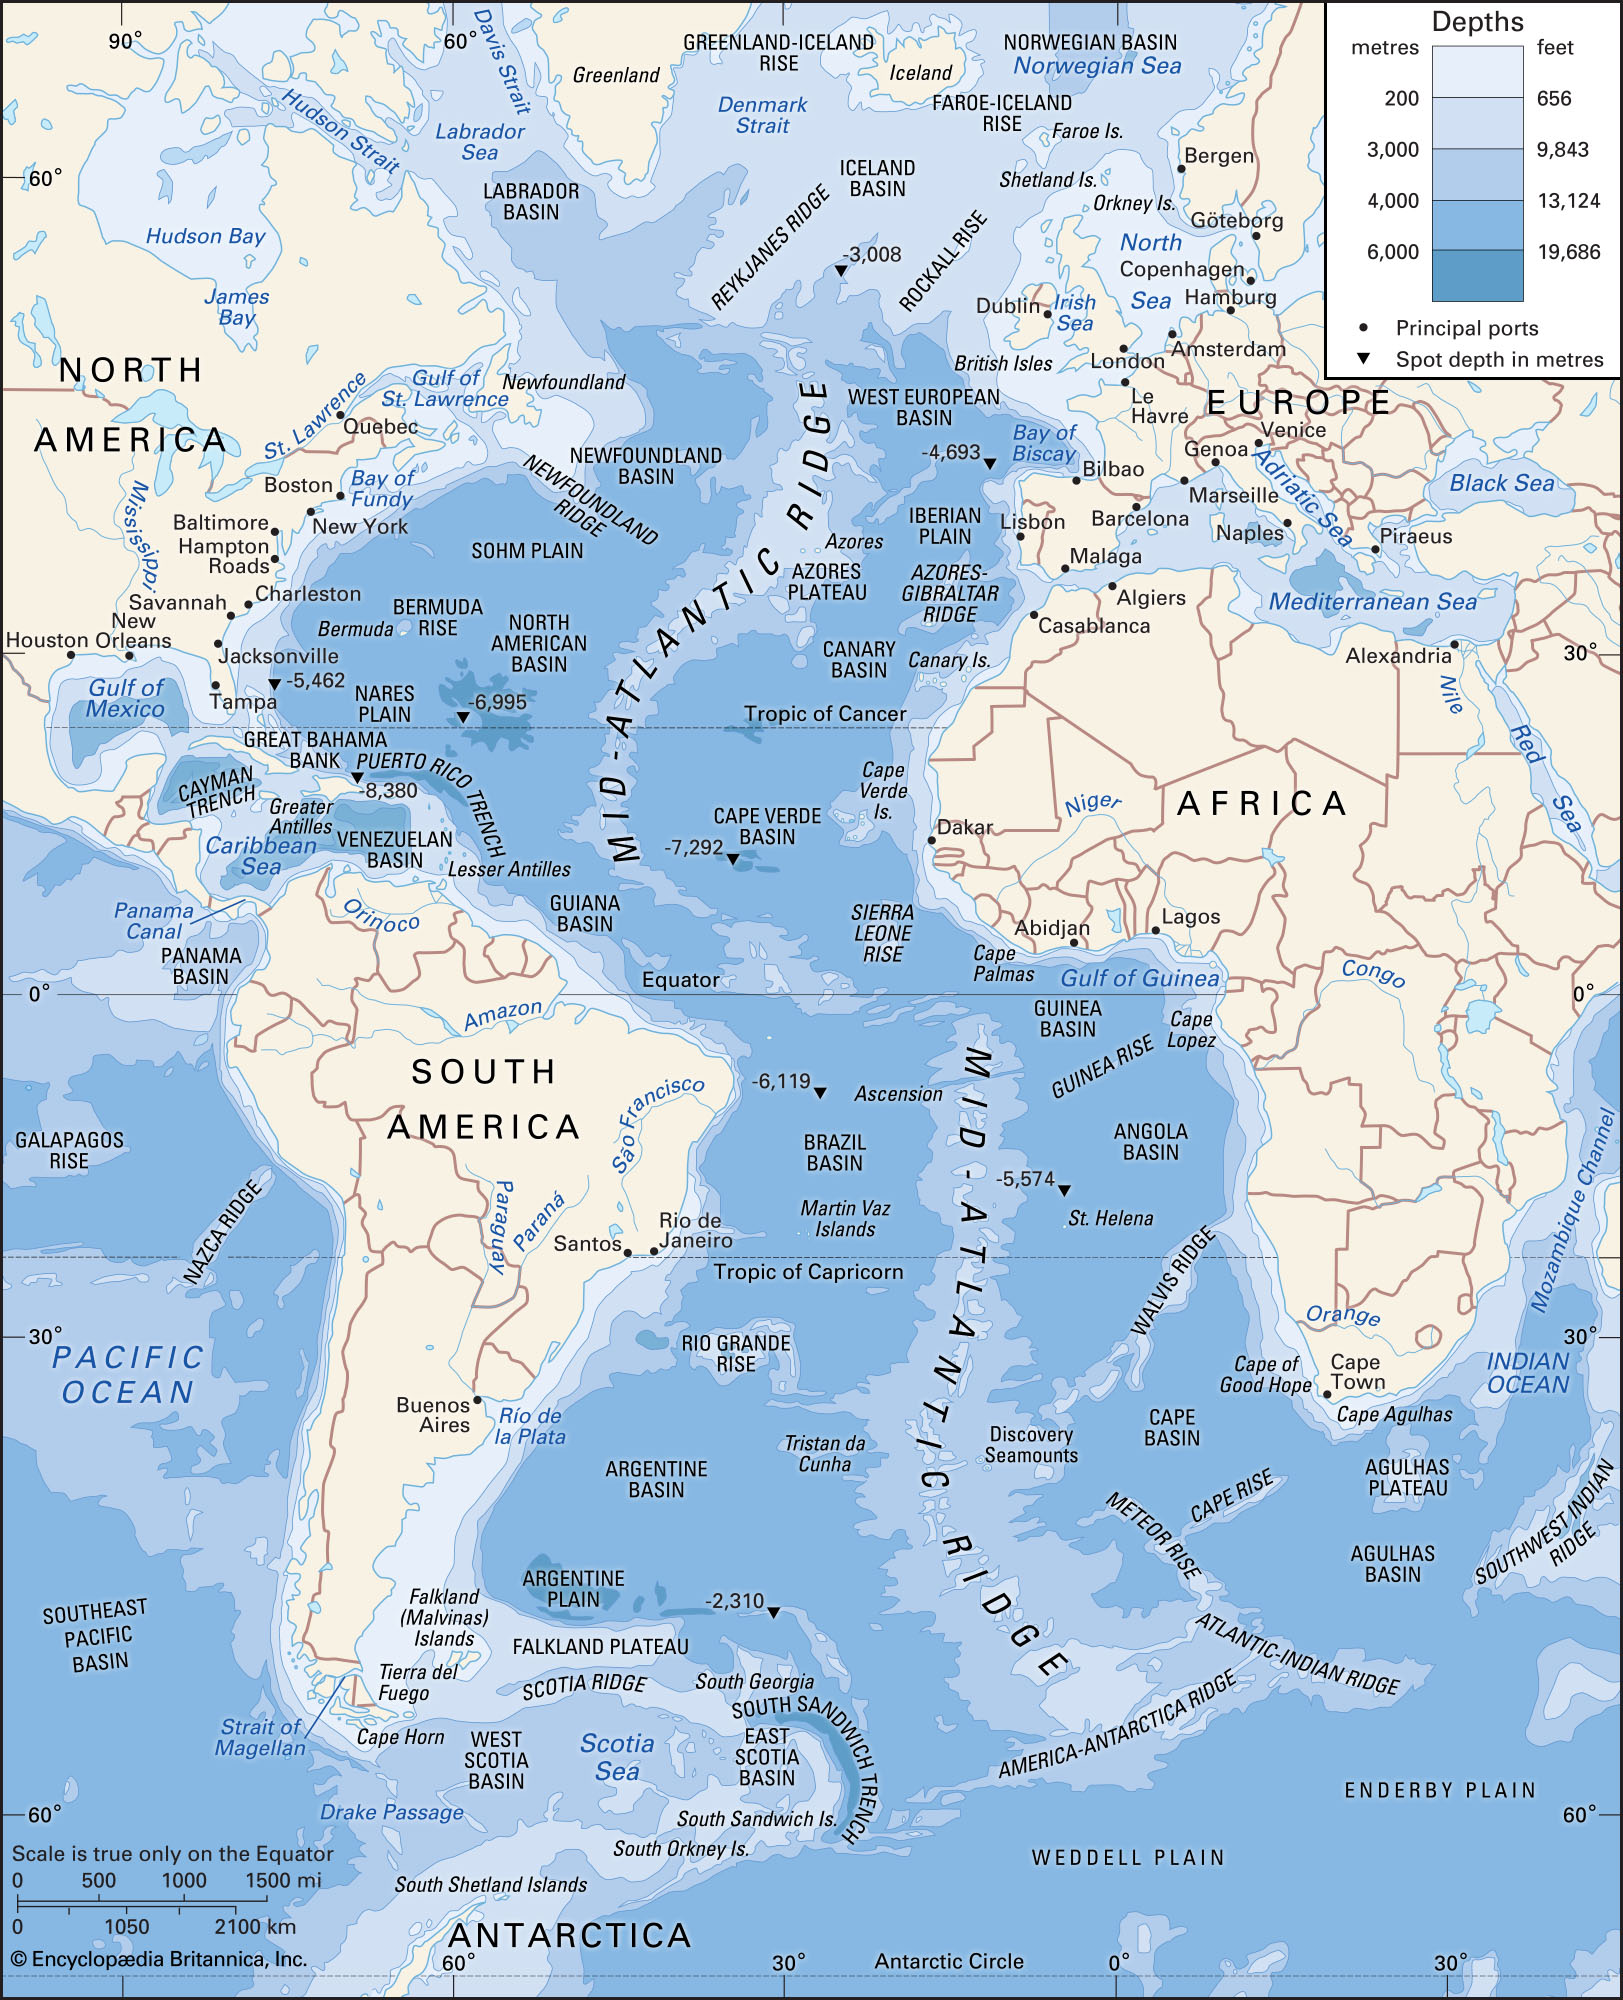 90°
60°
Davis Strait
GREENLAND-ICELAND
RISE
Greenland
Iceland
NORWEGIAN BASIN
Norwegian Sea
Depths
metres
feet
200
656
3,000
9,843
4,000
13,124
6,000
19,686
Principal ports
Spot depth in metres
Hudson Strait
Labrador
Sea
Denmark
Strait
FAROE-ICELAND
RISE
Faroe Is.
Bergen
60°
LABRADOR
BASIN
ICELAND
BASIN
Shetland Is.
Orkney Is.
Göteborg
Hudson Bay
REYKJANES RIDGE
-3,008
ROCKALL RISE
North
Sea
Copenhagen
James
Bay
Dublin
Irish
Sea
Hamburg
Amsterdam
London
British Isles
NORTH
AMERICA
Gulf of
St. Lawrence
Newfoundland
St. Lawrence
Quebec
WEST EUROPEAN
BASIN
Le
Havre
EUROPE
Venice
Genoa
Bay of
Biscay
-4,693
Bilbao
Adriatic Sea
Black Sea
NEWFOUNDLAND
BASIN
NEWFOUNDLAND
RIDGE
Boston
Bay of
Fundy
New York
Mississippi
Baltimore
Hampton
Roads
Marseille
Barcelona
Naples
Piraeus
IBERIAN
PLAIN
Lisbon
SOHM PLAIN
Azores
Malaga
AZORES
PLATEAU
AZORES-
GIBRALTAR
RIDGE
Algiers
Mediterranean Sea
Charleston
Savannah
New
Orleans
Houston
BERMUDA
RISE
Bermuda
NORTH
AMERICAN
BASIN
Casablanca
Jacksonville
CANARY
BASIN
Canary Is.
Alexandria
30°
-5,462
Tampa
Gulf of
Mexico
NARES
PLAIN
-6,995
MID-ATLANTIC RIDGE
Tropic of Cancer
Nile
Red Sea
GREAT BAHAMA
BANK
PUERTO RICO TRENCH
-8,380
CAYMAN
TRENCH
Greater
Antilles
Cape
Verde
Is.
Niger
AFRICA
Caribbean
Sea
VENEZUELAN
BASIN
Lesser Antilles
CAPE VERDE
BASIN
-7,292
Dakar
Panama
Canal
Orinoco
GUIANA
BASIN
SIERRA
LEONE
RISE
Abidjan
Lagos
PANAMA
BASIN
Cape
Palmas
Gulf of Guinea
Congo
Equator
0°
0°
Amazon
GUINEA
BASIN
Cape
Lopez
SOUTH
AMERICA
São Francisco
-6,119
Ascension
GUINEA RISE
GALAPAGOS
RISE
BRAZIL
BASIN
ANGOLA
BASIN
-5,574
St. Helena
Mozambique Channel
NAZCA RIDGE
Paraguay
Paraná
Martin Vaz
Islands
Rio de
Janeiro
Santos
WALVIS RIDGE
Tropic of Capricorn
MID-ATLANTIC RIDGE
Orange
30°
30°
PACIFIC
OCEAN
RIO GRANDE
RISE
Cape of
Good Hope
Cape
Town
INDIAN
OCEAN
Buenos
Aires
Río de
la Plata
Cape Agulhas
CAPE
BASIN
Discovery
Seamounts
Tristan da
Cunha
ARGENTINE
BASIN
AGULHAS
PLATEAU
CAPE RISE
METEOR RISE
SOUTHWEST INDIAN
RIDGE
AGULHAS
BASIN
ARGENTINE
PLAIN
-2,310
SOUTHEAST
PACIFIC
BASIN
Falkland
(Malvinas)
Islands
FALKLAND PLATEAU
ATLANTIC-INDIAN RIDGE
Tierra del
Fuego
SCOTIA RIDGE
South Georgia
SOUTH SANDWICH TRENCH
Strait of
Magellan
Cape Horn
WEST
SCOTIA
BASIN
Scotia
Sea
EAST
SCOTIA
BASIN
AMERICA-ANTARCTICA RIDGE
ENDERBY PLAIN
60°
Drake Passage
South Sandwich Is.
60°
South Orkney Is.
WEDDELL PLAIN
Scale is true only on the Equator
0 500 1000 1500 mi
0 1050 2100 km
South Shetland Islands
ANTARCTICA
© Encyclopædia Britannica, Inc.
60°
30°
Antarctic Circle
0°
30°